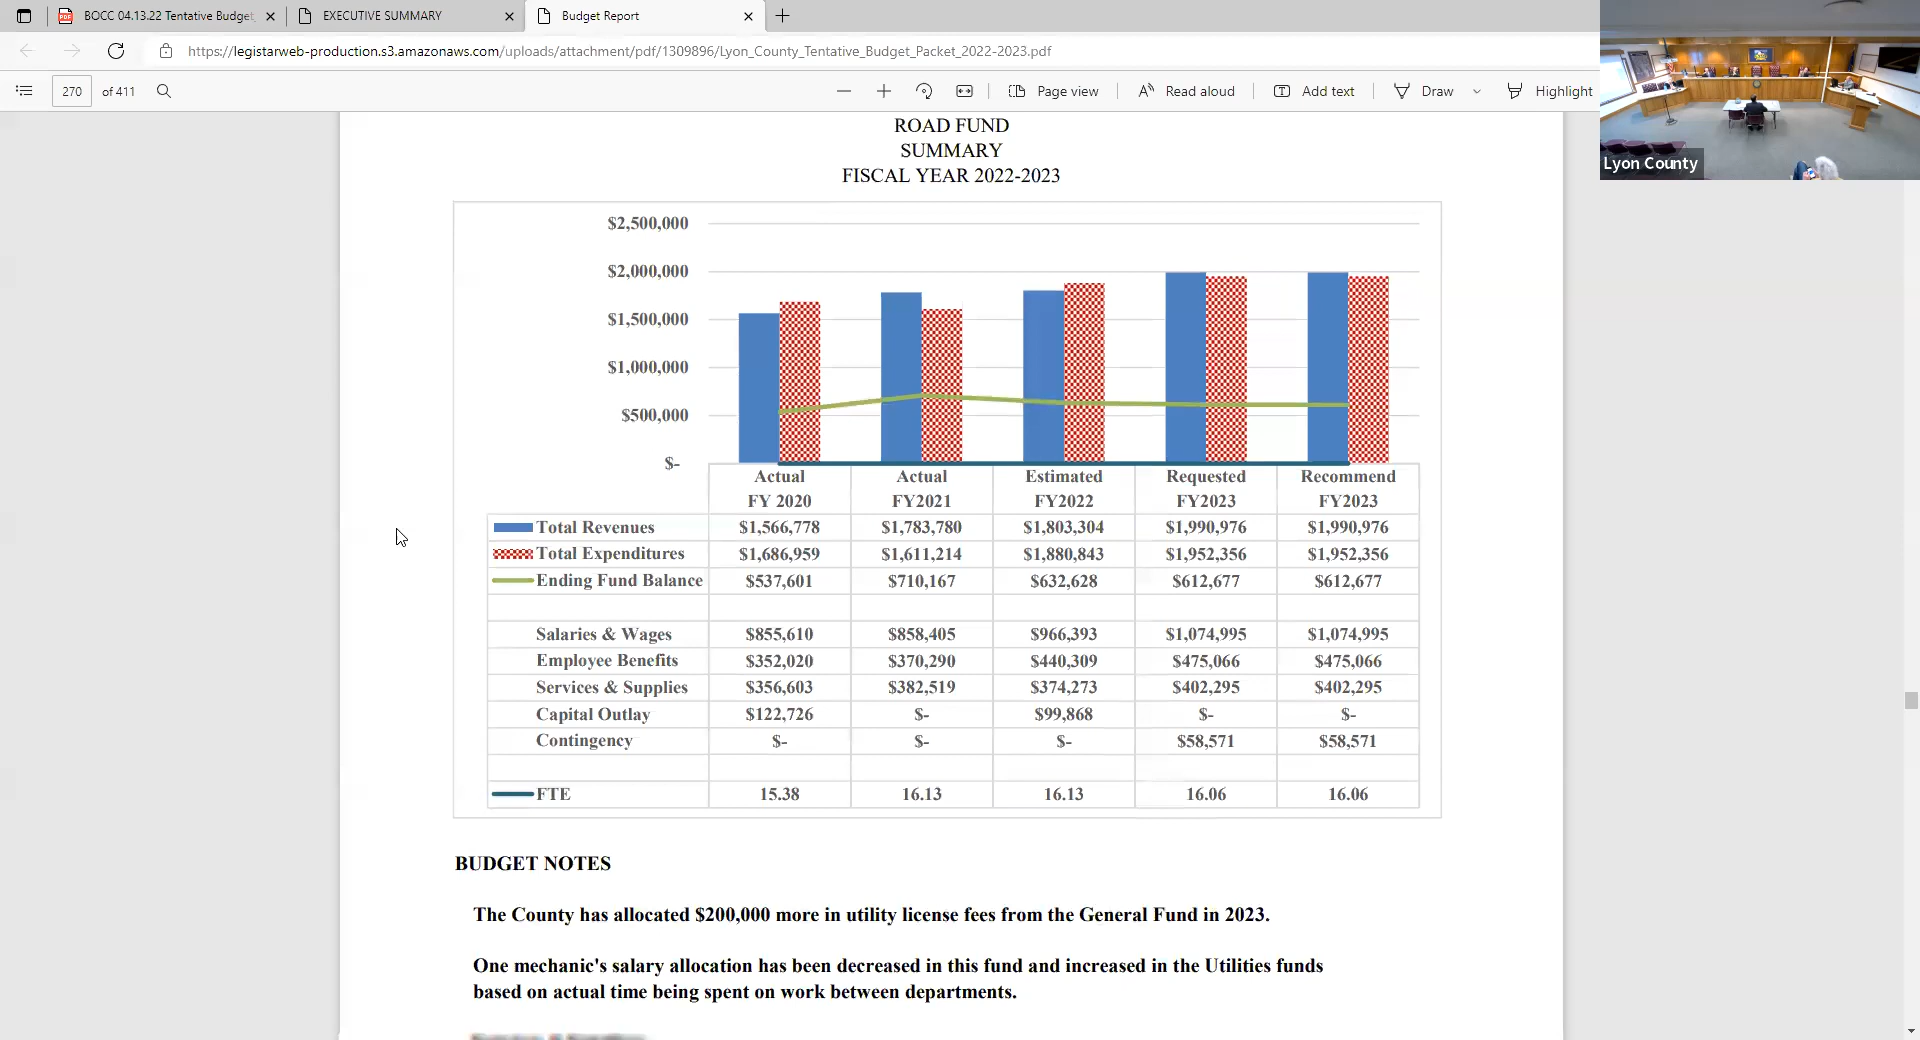 BOCC 04.13.22 Tentative Budget
EXECUTIVE SUMMARY
Budget Report
https://legistarweb-production.s3.amazonaws.com/uploads/attachment/pdf/1309896/Lyon_County_Tentative_Budget_Packet_2022-2023.pdf
270 of 411 Page view Read aloud Add text Draw Highlight
Lyon County
ROAD FUND
SUMMARY
FISCAL YEAR 2022-2023
$2,500,000
$2,000,000
$1,500,000
$1,000,000
$500,000
$-
Actual Actual Estimated Requested Recommend
FY 2020 FY2021 FY2022 FY2023 FY2023
Total Revenues $1,566,778 $1,783,780 $1,803,304 $1,990,976 $1,990,976
Total Expenditures $1,686,959 $1,611,214 $1,880,843 $1,952,356 $1,952,356
Ending Fund Balance $537,601 $710,167 $632,628 $612,677 $612,677
Salaries & Wages $855,610 $858,405 $966,393 $1,074,995 $1,074,995
Employee Benefits $352,020 $370,290 $440,309 $475,066 $475,066
Services & Supplies $356,603 $382,519 $374,273 $402,295 $402,295
Capital Outlay $122,726 $- $99,868 $- $-
Contingency $- $- $- $58,571 $58,571
FTE 15.38 16.13 16.13 16.06 16.06
BUDGET NOTES
The County has allocated $200,000 more in utility license fees from the General Fund in 2023.
One mechanic's salary allocation has been decreased in this fund and increased in the Utilities funds
based on actual time being spent on work between departments.